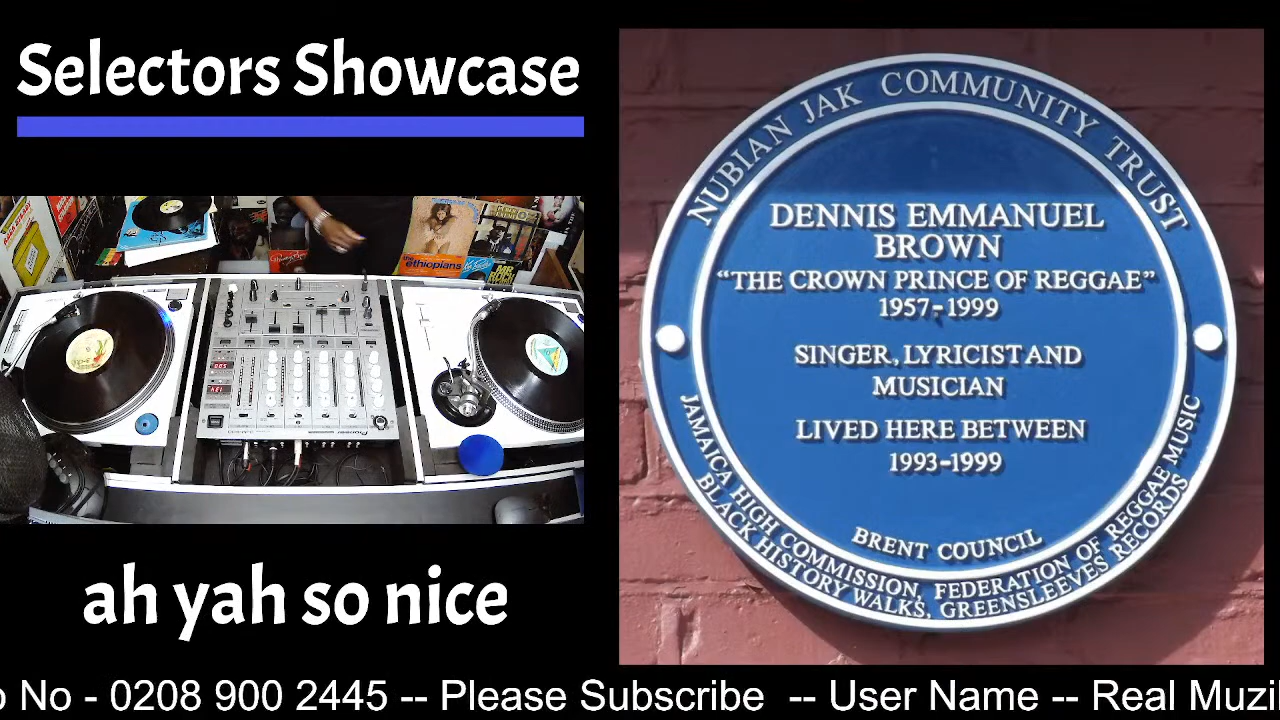 Selectors Showcase
the ethiopians
Pioneer
ah yah so nice
NUBIAN JAK COMMUNITY TRUST
DENNIS EMMANUEL
BROWN
“THE CROWN PRINCE OF REGGAE”
1957-1999
SINGER, LYRICIST AND
MUSICIAN
LIVED HERE BETWEEN
1993-1999
BRENT COUNCIL
JAMAICA HIGH COMMISSION, FEDERATION OF REGGAE MUSIC
BLACK HISTORY WALKS, GREENSLEEVES RECORDS
No - 0208 900 2445 -- Please Subscribe -- User Name -- Real